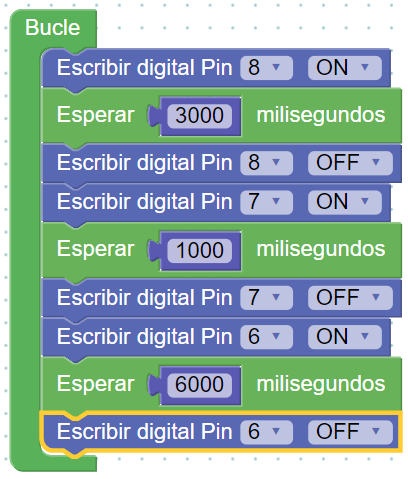 Bucle
Escribir digital Pin 8 ON
Esperar 3000 milisegundos
Escribir digital Pin 8 OFF
Escribir digital Pin 7 ON
Esperar 1000 milisegundos
Escribir digital Pin 7 OFF
Escribir digital Pin 6 ON
Esperar 6000 milisegundos
Escribir digital Pin 6 OFF